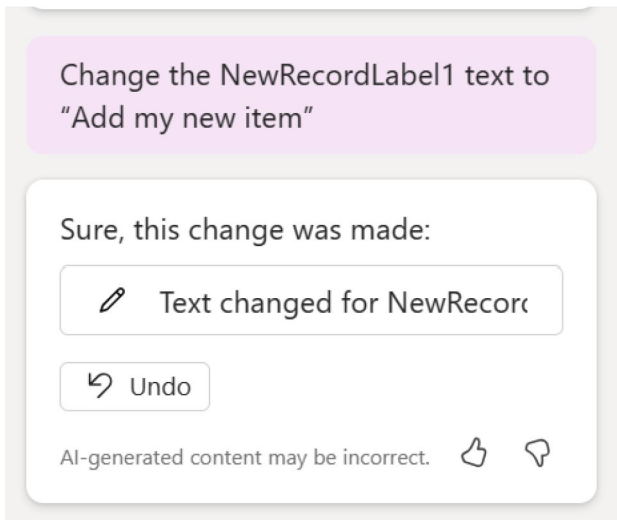 Change the NewRecordLabel1 text to
“Add my new item”
Sure, this change was made:
Text changed for NewRecord
Undo
AI-generated content may be incorrect.